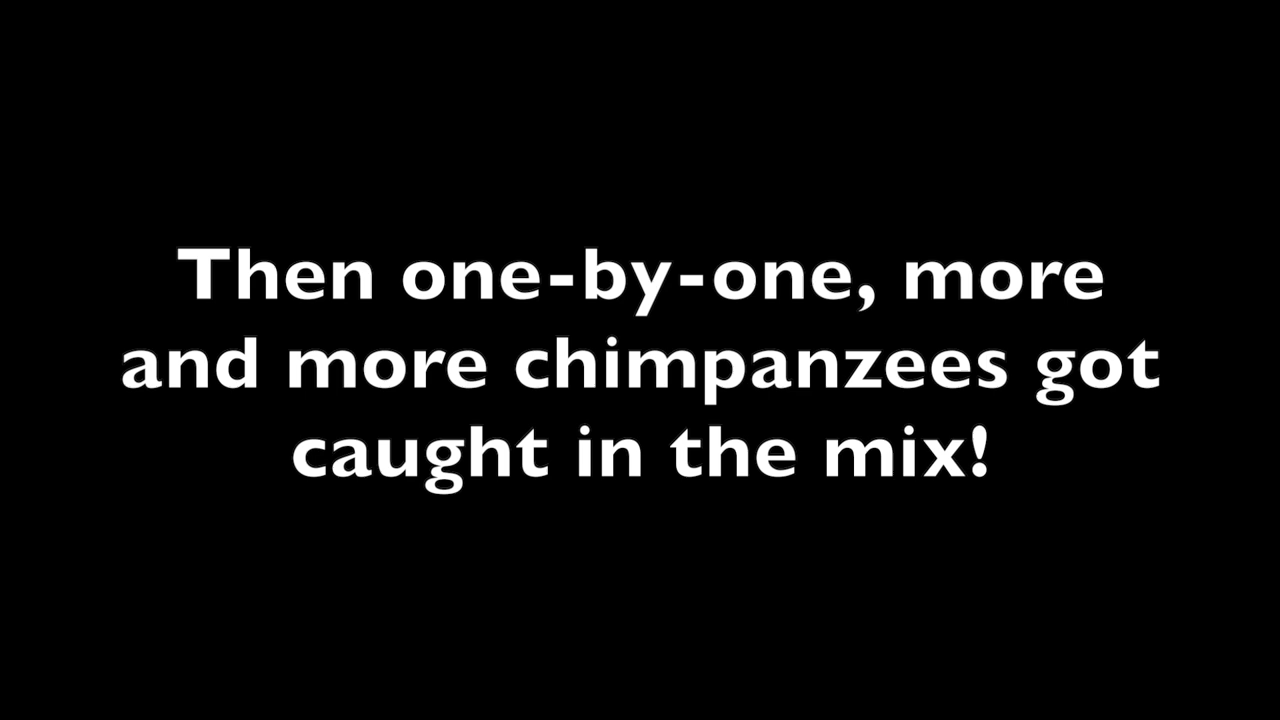 Then one-by-one, more
and more chimpanzees got
caught in the mix!